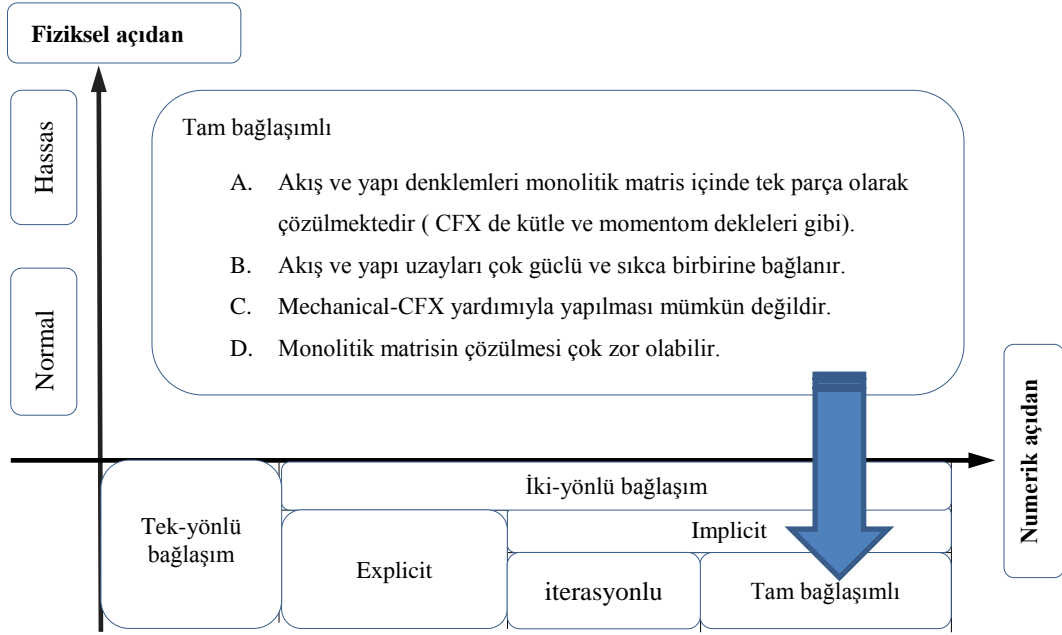 Fiziksel açıdan
Hassas
Normal
Tam bağlaşımlı
A. Akış ve yapı denklemleri monolitik matris içinde tek parça olarak
çözülmektedir ( CFX de kütle ve momentom dekleleri gibi).
B. Akış ve yapı uzayları çok güclü ve sıkca birbirine bağlanır.
C. Mechanical-CFX yardımıyla yapılması mümkün değildir.
D. Monolitik matrisin çözülmesi çok zor olabilir.
Numerik açıdan
Tek-yönlü
bağlaşım
İki-yönlü bağlaşım
Explicit
Implicit
iterasyonlu
Tam bağlaşımlı